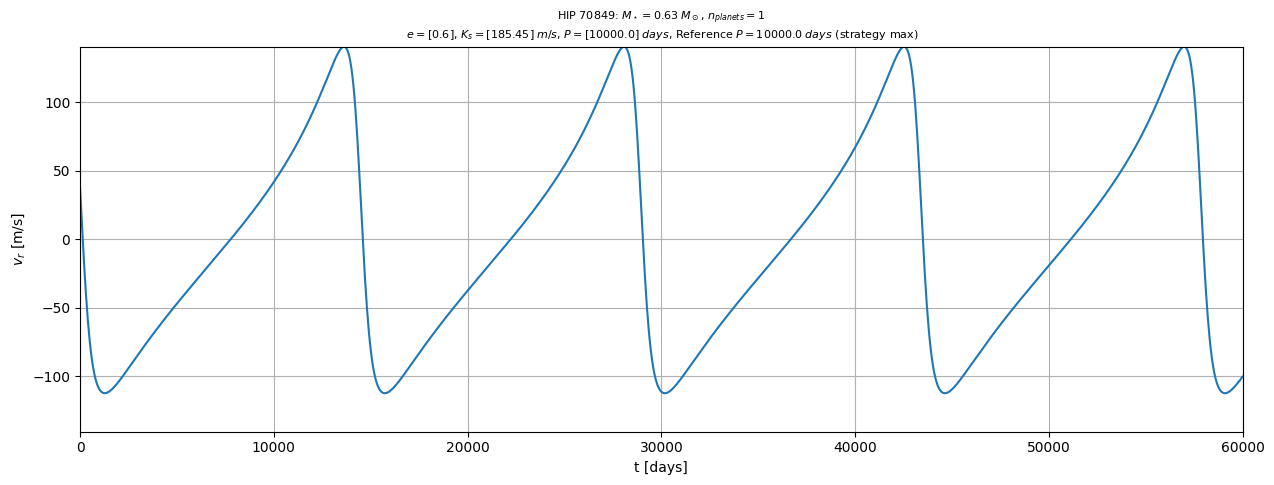 HIP 70849: $M_\star = 0.63\ M_\odot$, $n_{planets} = 1$
$e = [0.6]$, $K_s = [185.45]\ m/s$, $P = [10000.0]\ days$, Reference $P = 10000.0\ days$ (strategy max)
100
50
0
−50
−100
$v_r$ [m/s]
0 10000 20000 30000 40000 50000 60000
t [days]